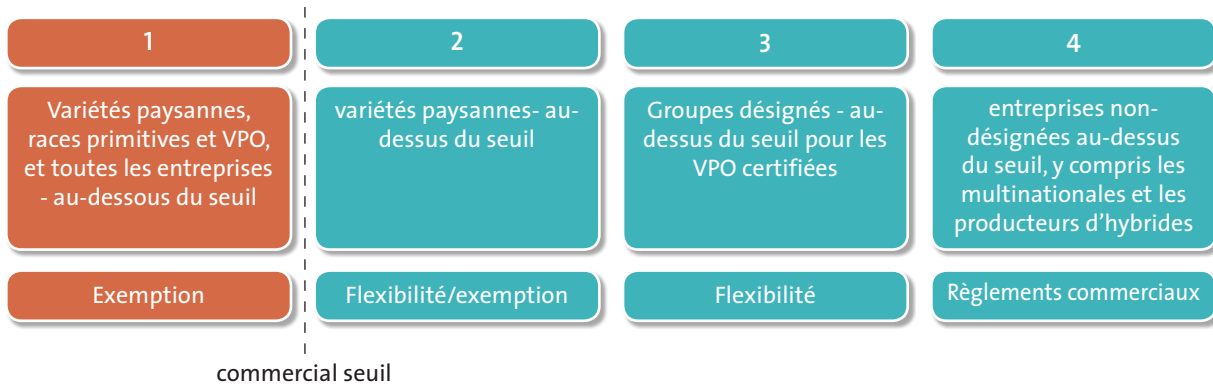 1
2
3
4
Variétés paysannes,
races primitives et VPO,
et toutes les entreprises
- au-dessous du seuil
variétés paysannes- au-
dessus du seuil
Groupes désignés - au-
dessus du seuil pour les
VPO certifiées
entreprises non-
désignées au-dessus
du seuil, y compris les
multinationales et les
producteurs d’hybrides
Exemption
Flexibilité/exemption
Flexibilité
Règlements commerciaux
commercial seuil